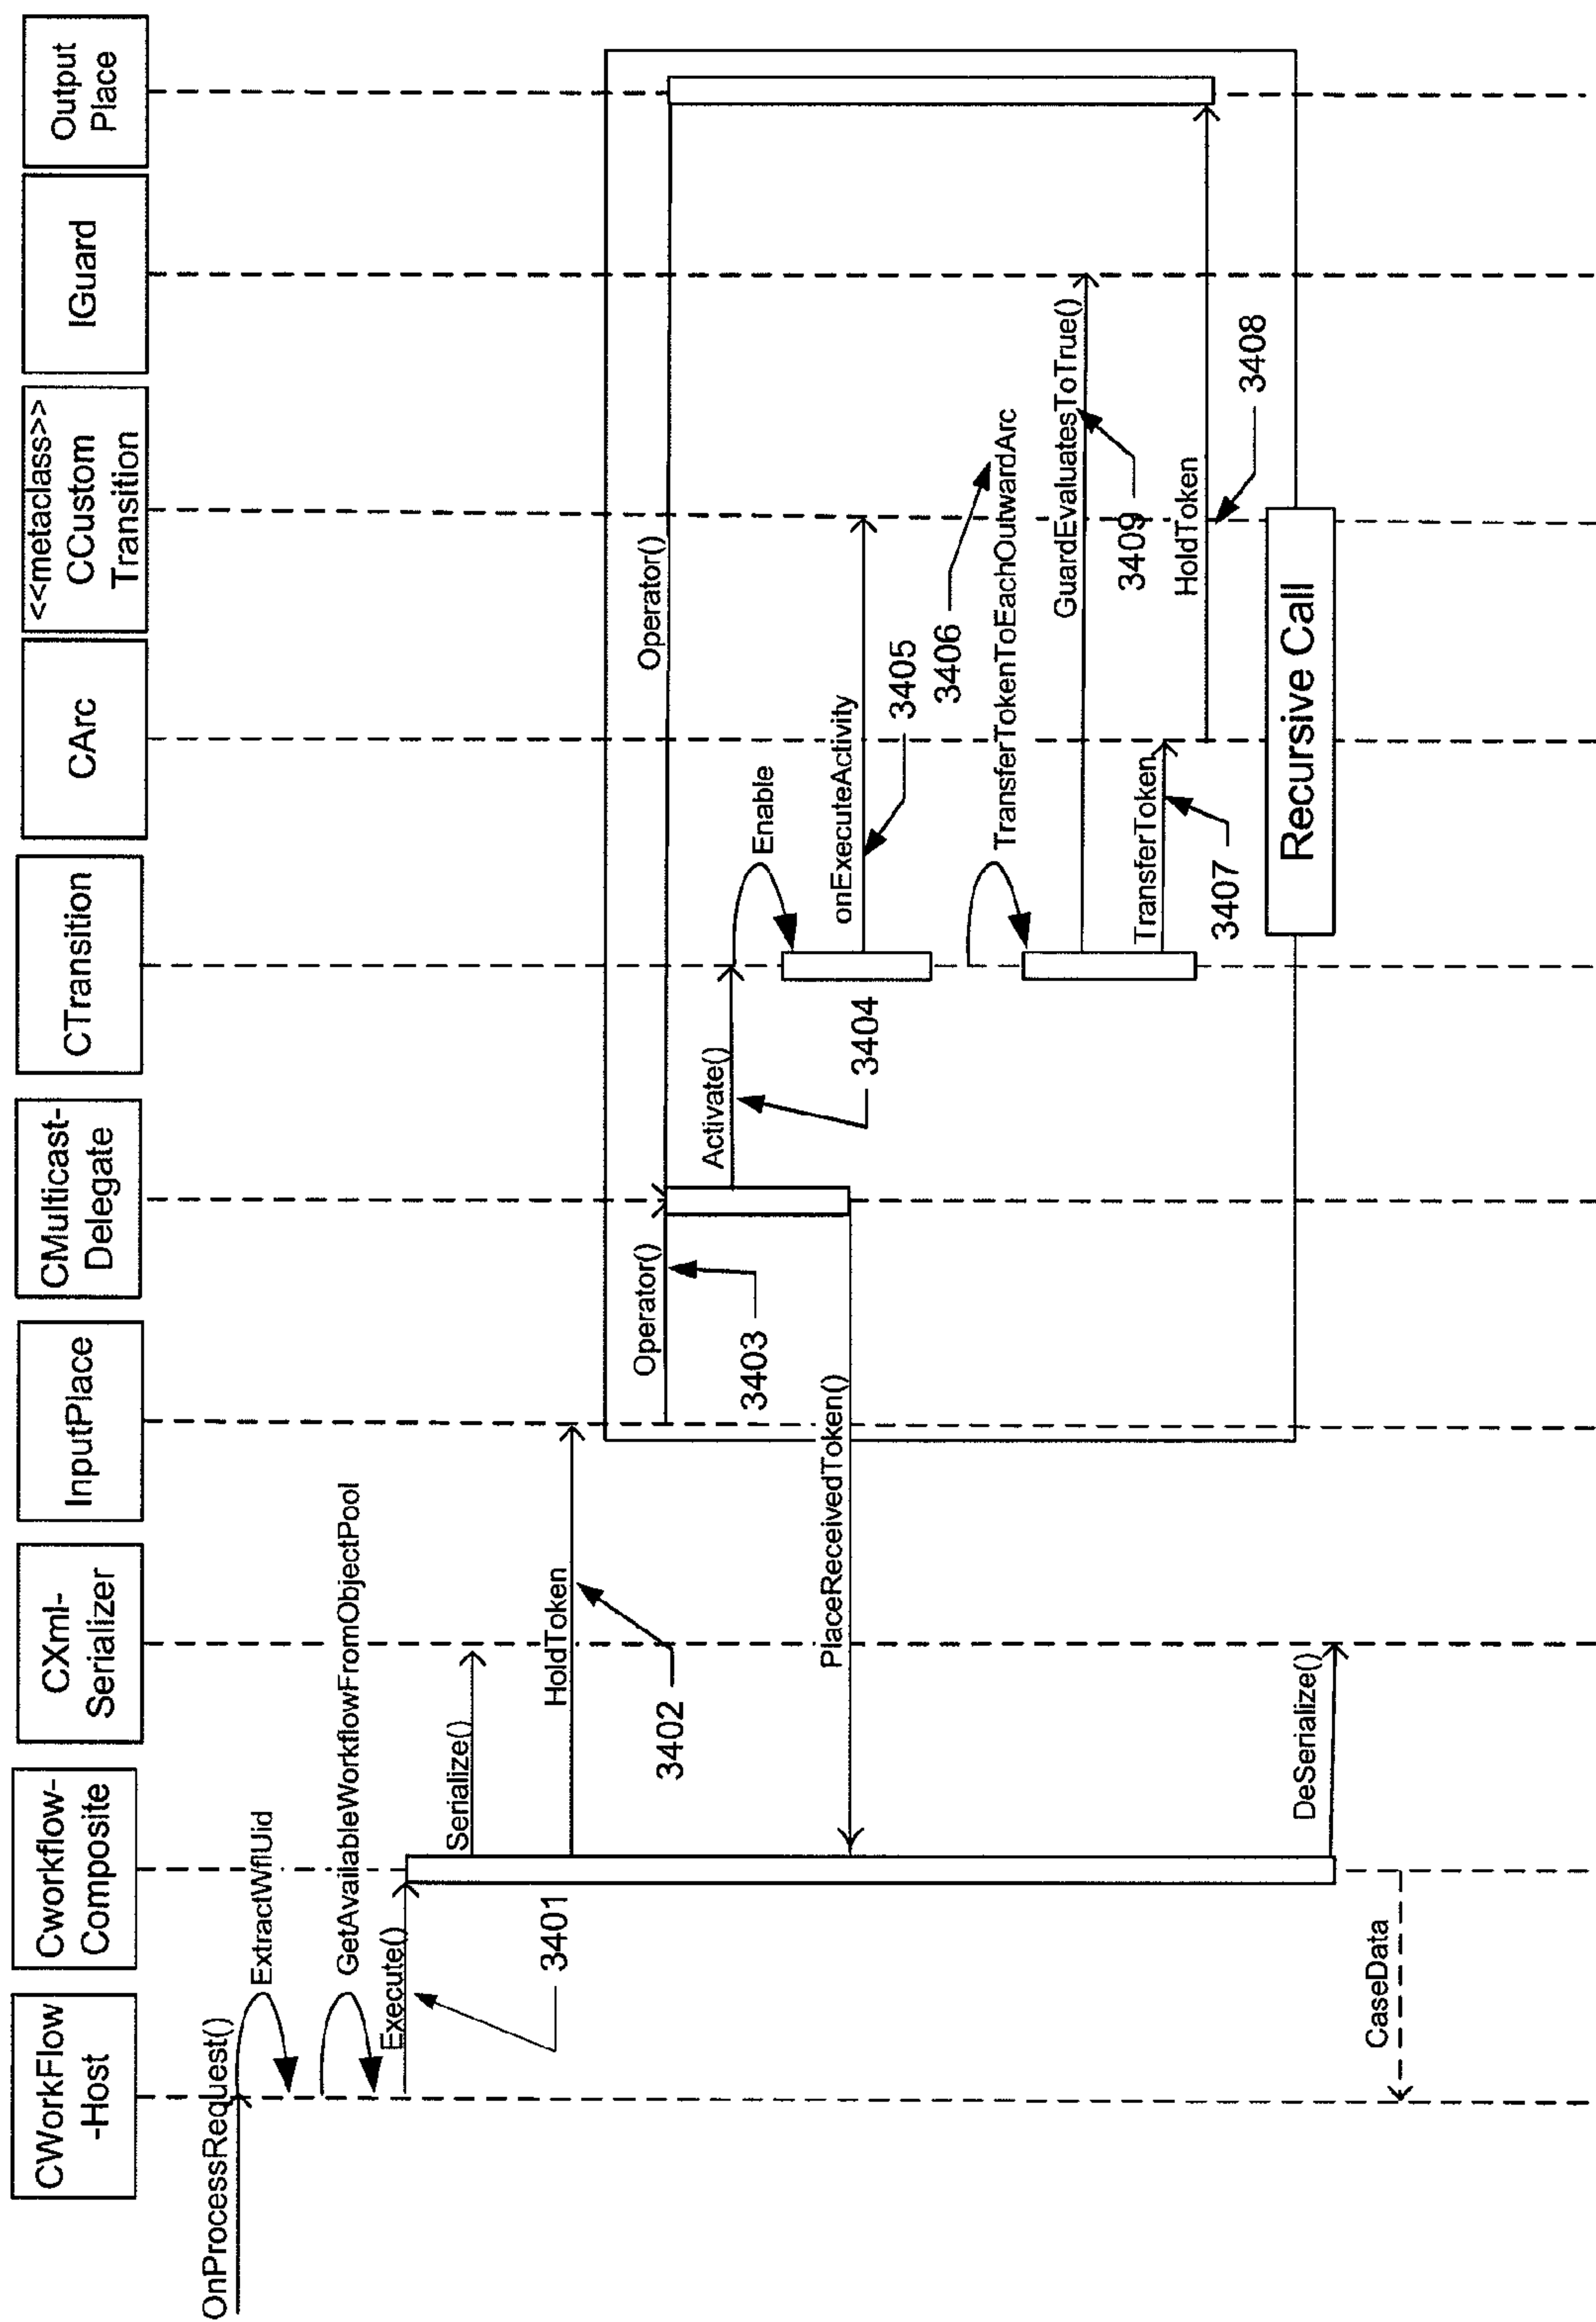 CWorkFlow
-Host
Cworkflow-
Composite
CXml-
Serializer
InputPlace
CMulticast-
Delegate
CTransition
CArc
<<metaclass>>
CCustom
Transition
IGuard
Output
Place
OnProcessRequest()
ExtractWflUid
GetAvailableWorkflowFromObjectPool
Execute()
3401
Serialize()
HoldToken
3402
Operator()
3403
Operator()
Activate()
3404
Enable
PlaceReceivedToken()
onExecuteActivity
3405
3406
TransferTokenToEachOutwardArc
GuardEvaluatesToTrue()
3409
TransferToken
3407
HoldToken
3408
Recursive Call
DeSerialize()
CaseData